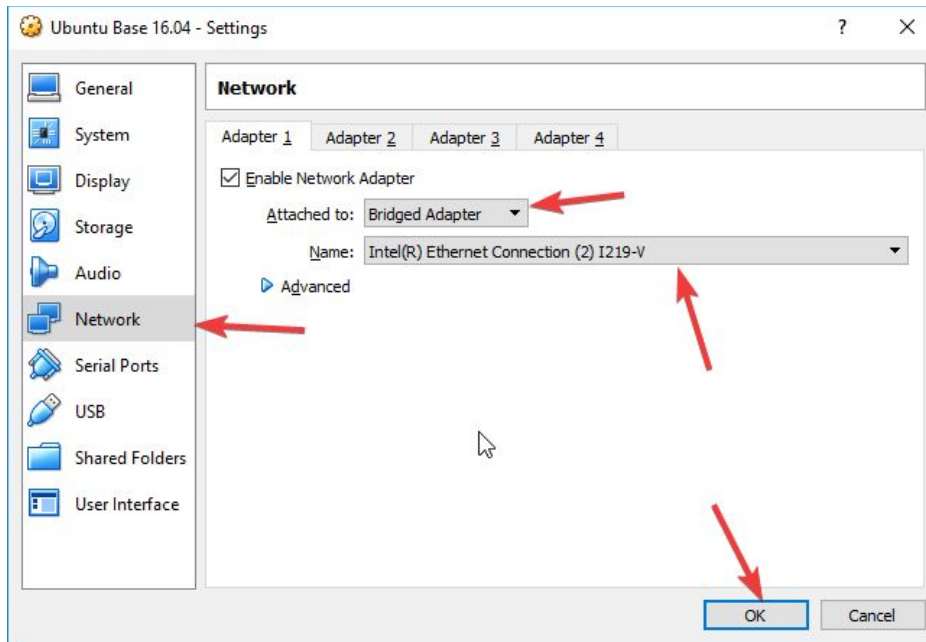 Ubuntu Base 16.04 - Settings
?
General
System
Display
Storage
Audio
Network
Serial Ports
USB
Shared Folders
User Interface
Network
Adapter 1
Adapter 2
Adapter 3
Adapter 4
Enable Network Adapter
Attached to: Bridged Adapter
Name: Intel(R) Ethernet Connection (2) I219-V
Advanced
OK
Cancel